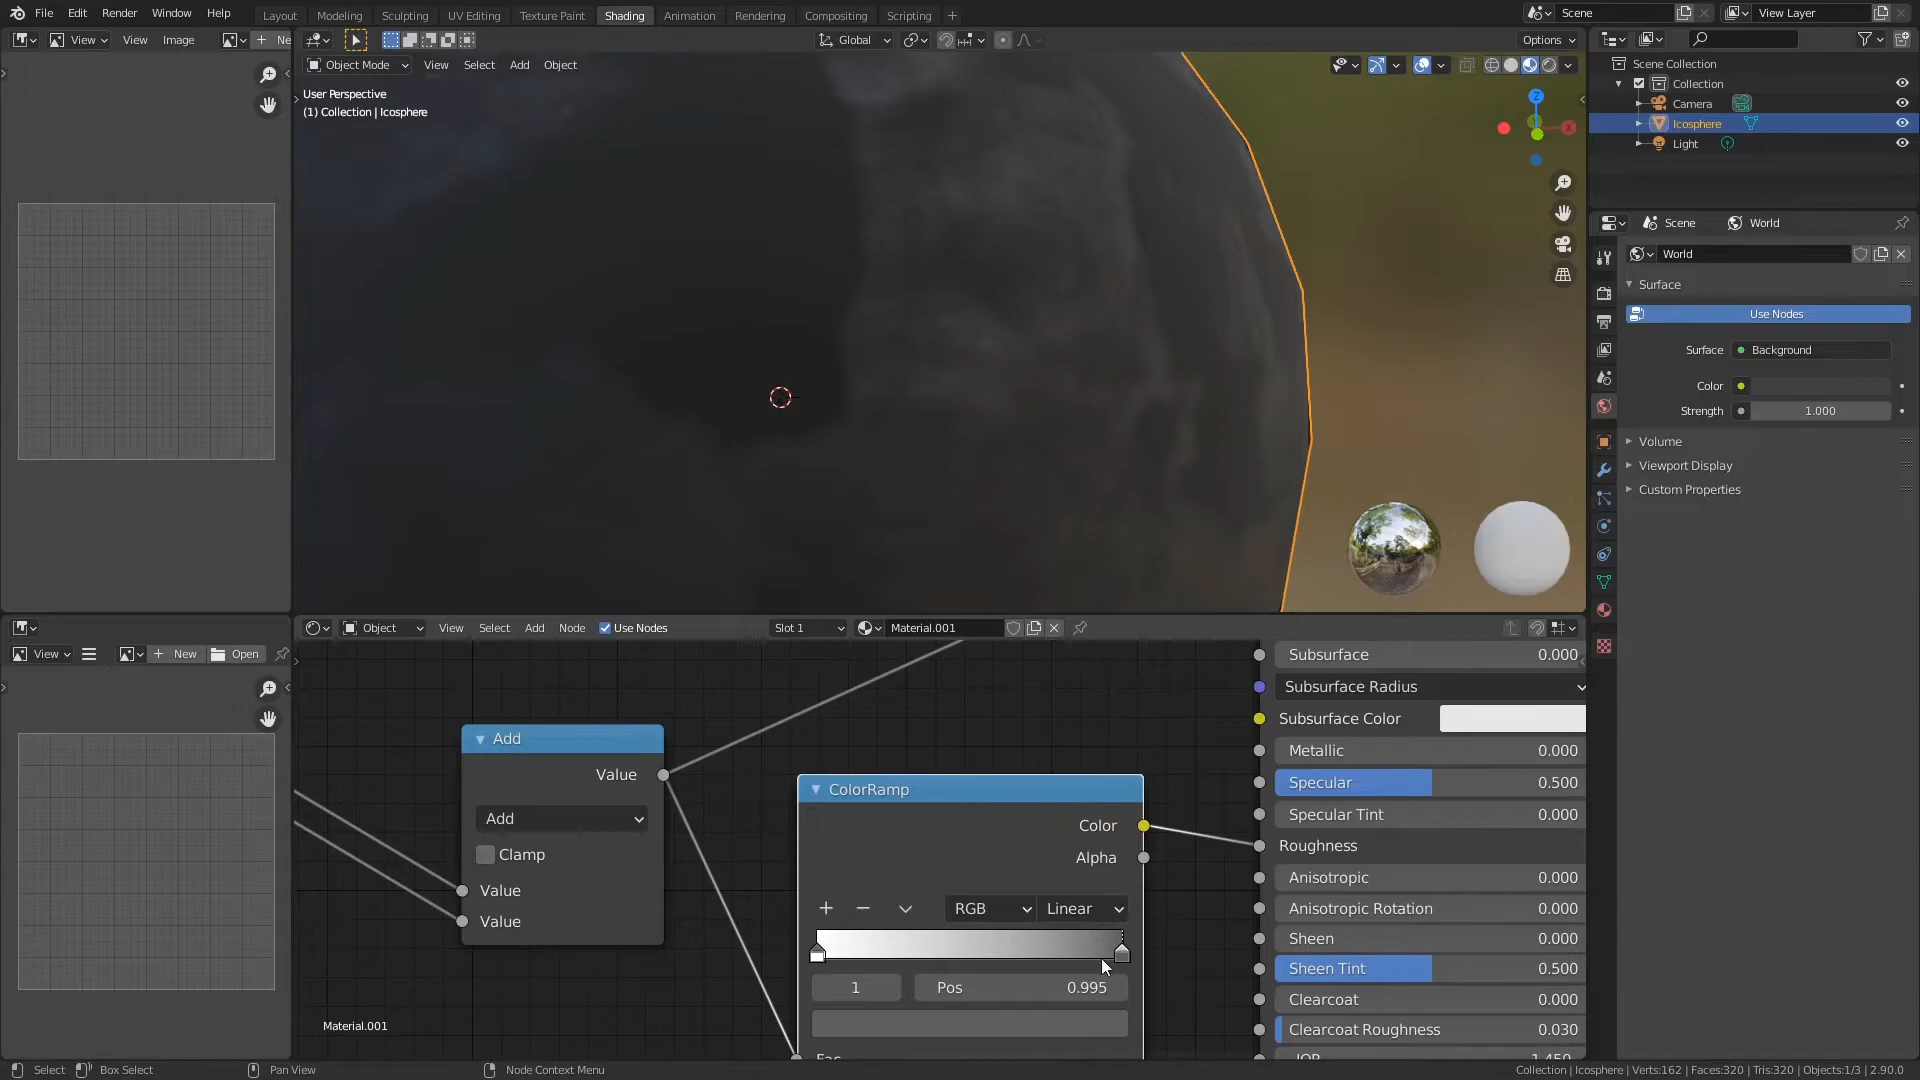 File Edit Render Window Help
Layout Modeling Sculpting UV Editing Texture Paint Shading Animation Rendering Compositing Scripting +
Scene
View Layer
View View Image + Ne
Global
Options
Object Mode View Select Add Object
User Perspective
(1) Collection | Icosphere
Z
X
Scene Collection
Collection
Camera
Icosphere
Light
Scene World
World
Surface
Use Nodes
Surface Background
Color
Strength 1.000
Volume
Viewport Display
Custom Properties
Object View Select Add Node Use Nodes Slot 1 Material.001
View + New Open
Add
Value
Add
Clamp
Value
Value
ColorRamp
Color
Alpha
+ − RGB Linear
1 Pos 0.995
Fac
Subsurface 0.000
Subsurface Radius
Subsurface Color
Metallic 0.000
Specular 0.500
Specular Tint 0.000
Roughness
Anisotropic 0.000
Anisotropic Rotation 0.000
Sheen 0.000
Sheen Tint 0.500
Clearcoat 0.000
Clearcoat Roughness 0.030
IOR 1.450
Material.001
Select Box Select Pan View Node Context Menu
Collection | Icosphere | Verts:162 | Faces:320 | Tris:320 | Objects:1/3 | 2.90.0